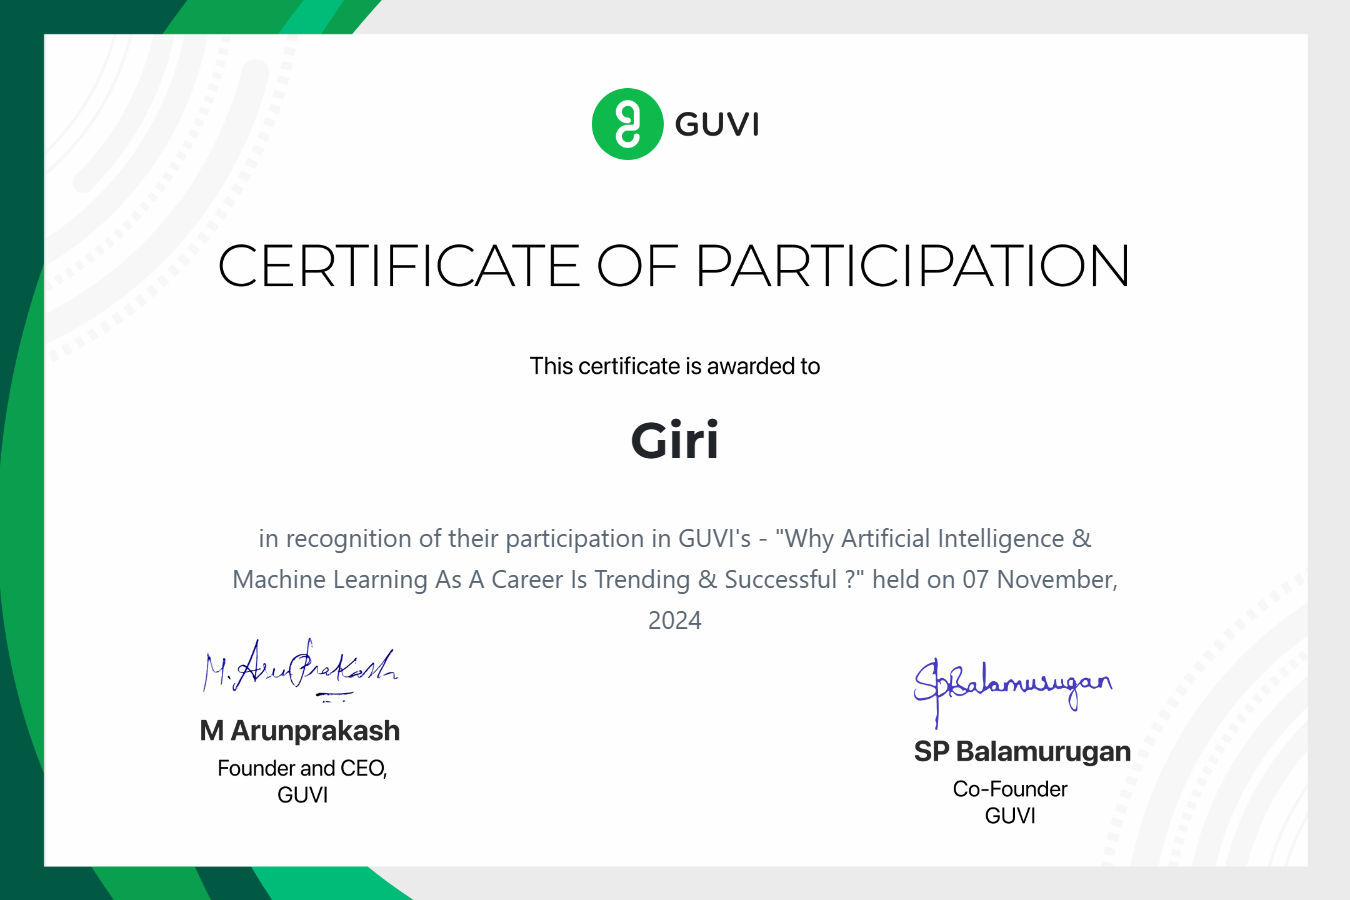 GUVI
CERTIFICATE OF PARTICIPATION
This certificate is awarded to
Giri
in recognition of their participation in GUVI's - "Why Artificial Intelligence &
Machine Learning As A Career Is Trending & Successful ?" held on 07 November,
2024
M. ArunPrakash
M Arunprakash
Founder and CEO,
GUVI
SPBalamurugan
SP Balamurugan
Co-Founder
GUVI